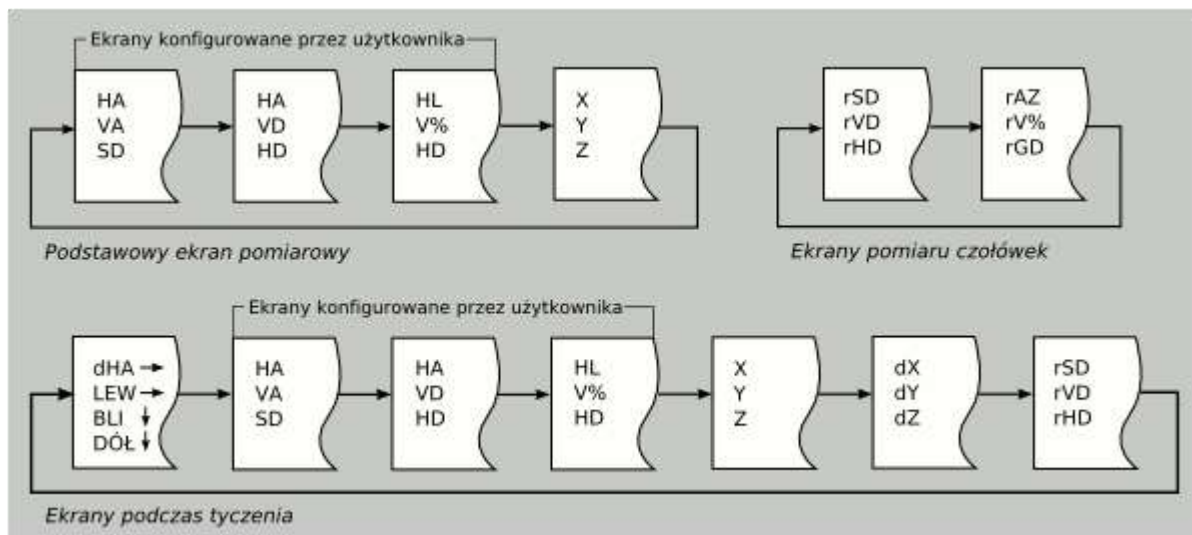 Ekrany konfigurowane przez użytkownika
HA
VA
SD
HA
VD
HD
HL
V%
HD
X
Y
Z
Podstawowy ekran pomiarowy
rSD
rVD
rHD
rAZ
rV%
rGD
Ekrany pomiaru czołówek
Ekrany konfigurowane przez użytkownika
dHA →
LEW →
BLI ↓
DÓŁ ↓
HA
VA
SD
HA
VD
HD
HL
V%
HD
X
Y
Z
dX
dY
dZ
rSD
rVD
rHD
Ekrany podczas tyczenia